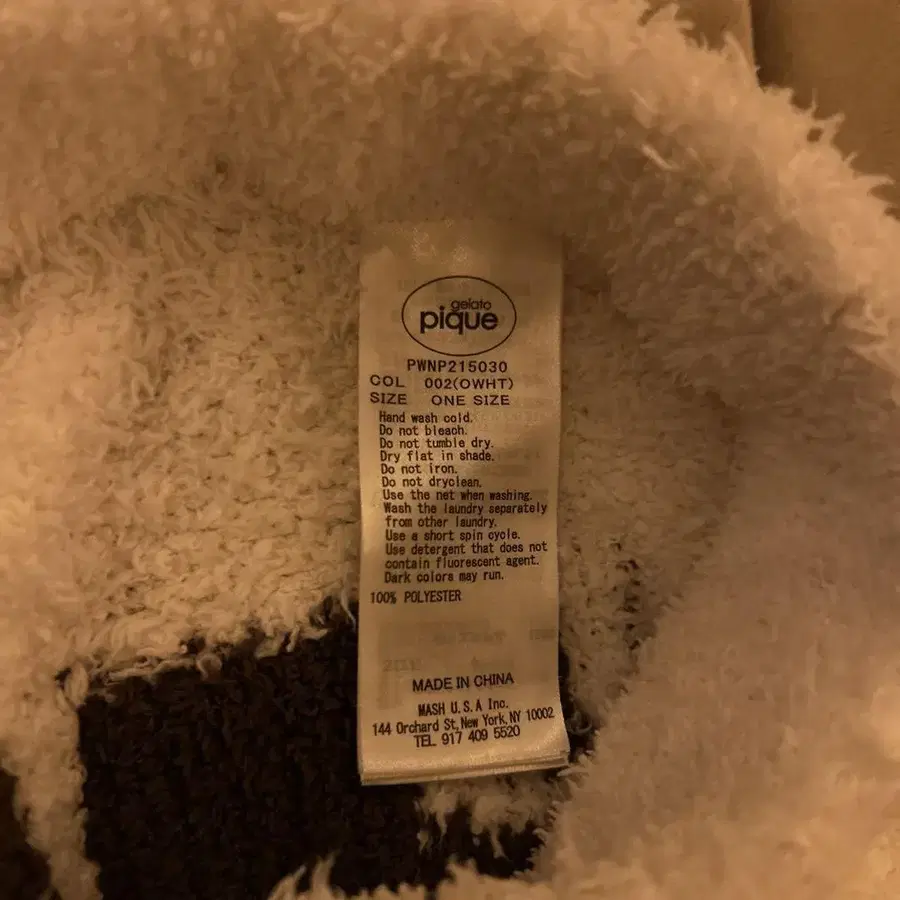 gelato
pique
PWNP215030
COL 002(OWHT)
SIZE ONE SIZE
Hand wash cold.
Do not bleach.
Do not tumble dry.
Dry flat in shade.
Do not iron.
Do not dryclean.
Use the net when washing.
Wash the laundry separately
from other laundry.
Use a short spin cycle.
Use detergent that does not
contain fluorescent agent.
Dark colors may run.
100% POLYESTER
MADE IN CHINA
MASH U.S.A Inc.
144 Orchard St,New York,NY 10002
TEL 917 409 5520